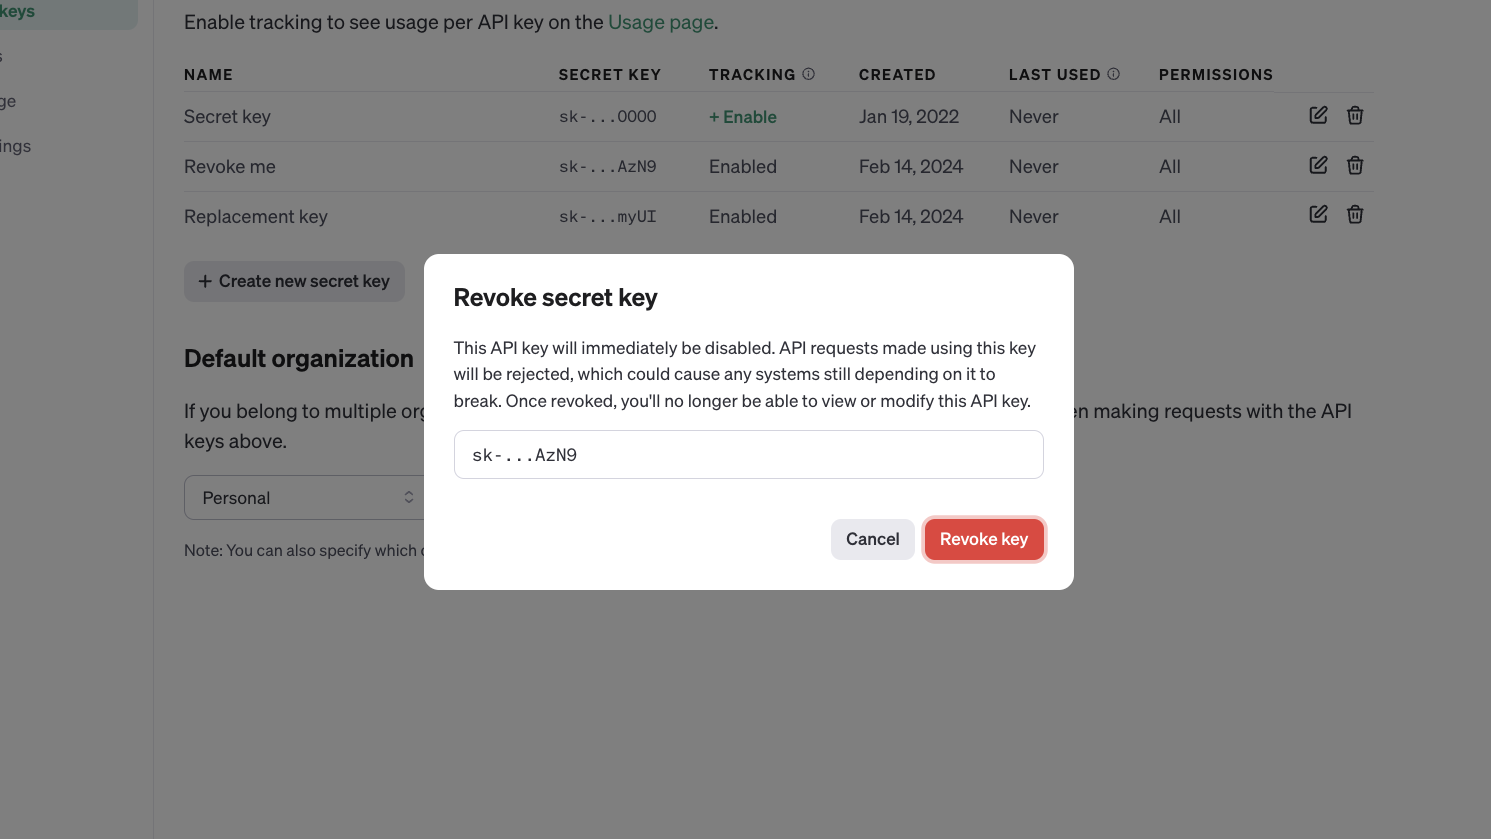 keys
s
ge
ings
Enable tracking to see usage per API key on the Usage page.
NAME SECRET KEY TRACKING CREATED LAST USED PERMISSIONS
Secret key sk-...0000 + Enable Jan 19, 2022 Never All
Revoke me sk-...AzN9 Enabled Feb 14, 2024 Never All
Replacement key sk-...myUI Enabled Feb 14, 2024 Never All
+ Create new secret key
Default organization
If you belong to multiple org
en making requests with the API
keys above.
Personal
Note: You can also specify which
Revoke secret key
This API key will immediately be disabled. API requests made using this key
will be rejected, which could cause any systems still depending on it to
break. Once revoked, you'll no longer be able to view or modify this API key.
sk-...AzN9
Cancel Revoke key